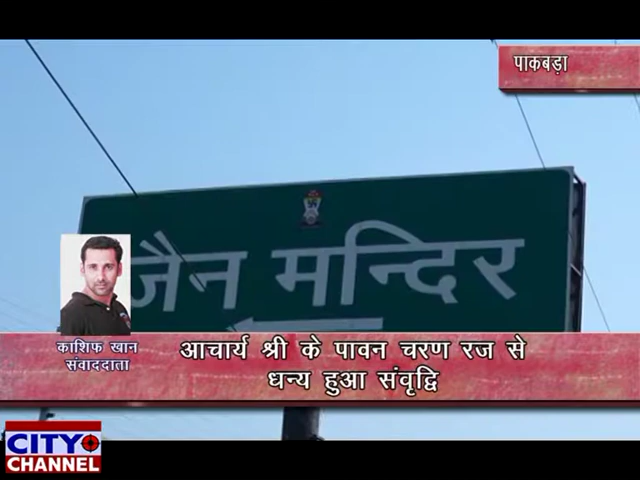 पाकबड़ा
जैन मन्दिर
काशिफ खान
संवाददाता
आचार्य श्री के पावन चरण रज से
धन्य हुआ संवृद्वि
CITY
CHANNEL